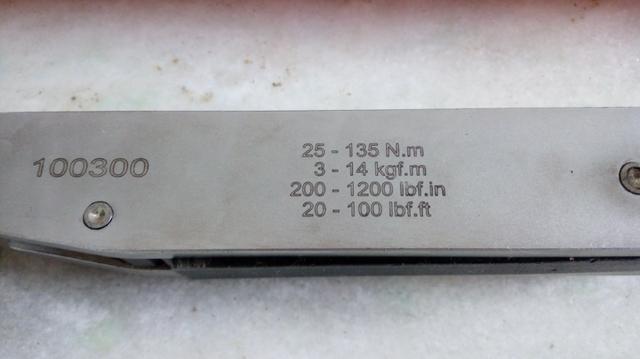 100300
25 - 135 N.m
3 - 14 kgf.m
200 - 1200 lbf.in
20 - 100 lbf.ft